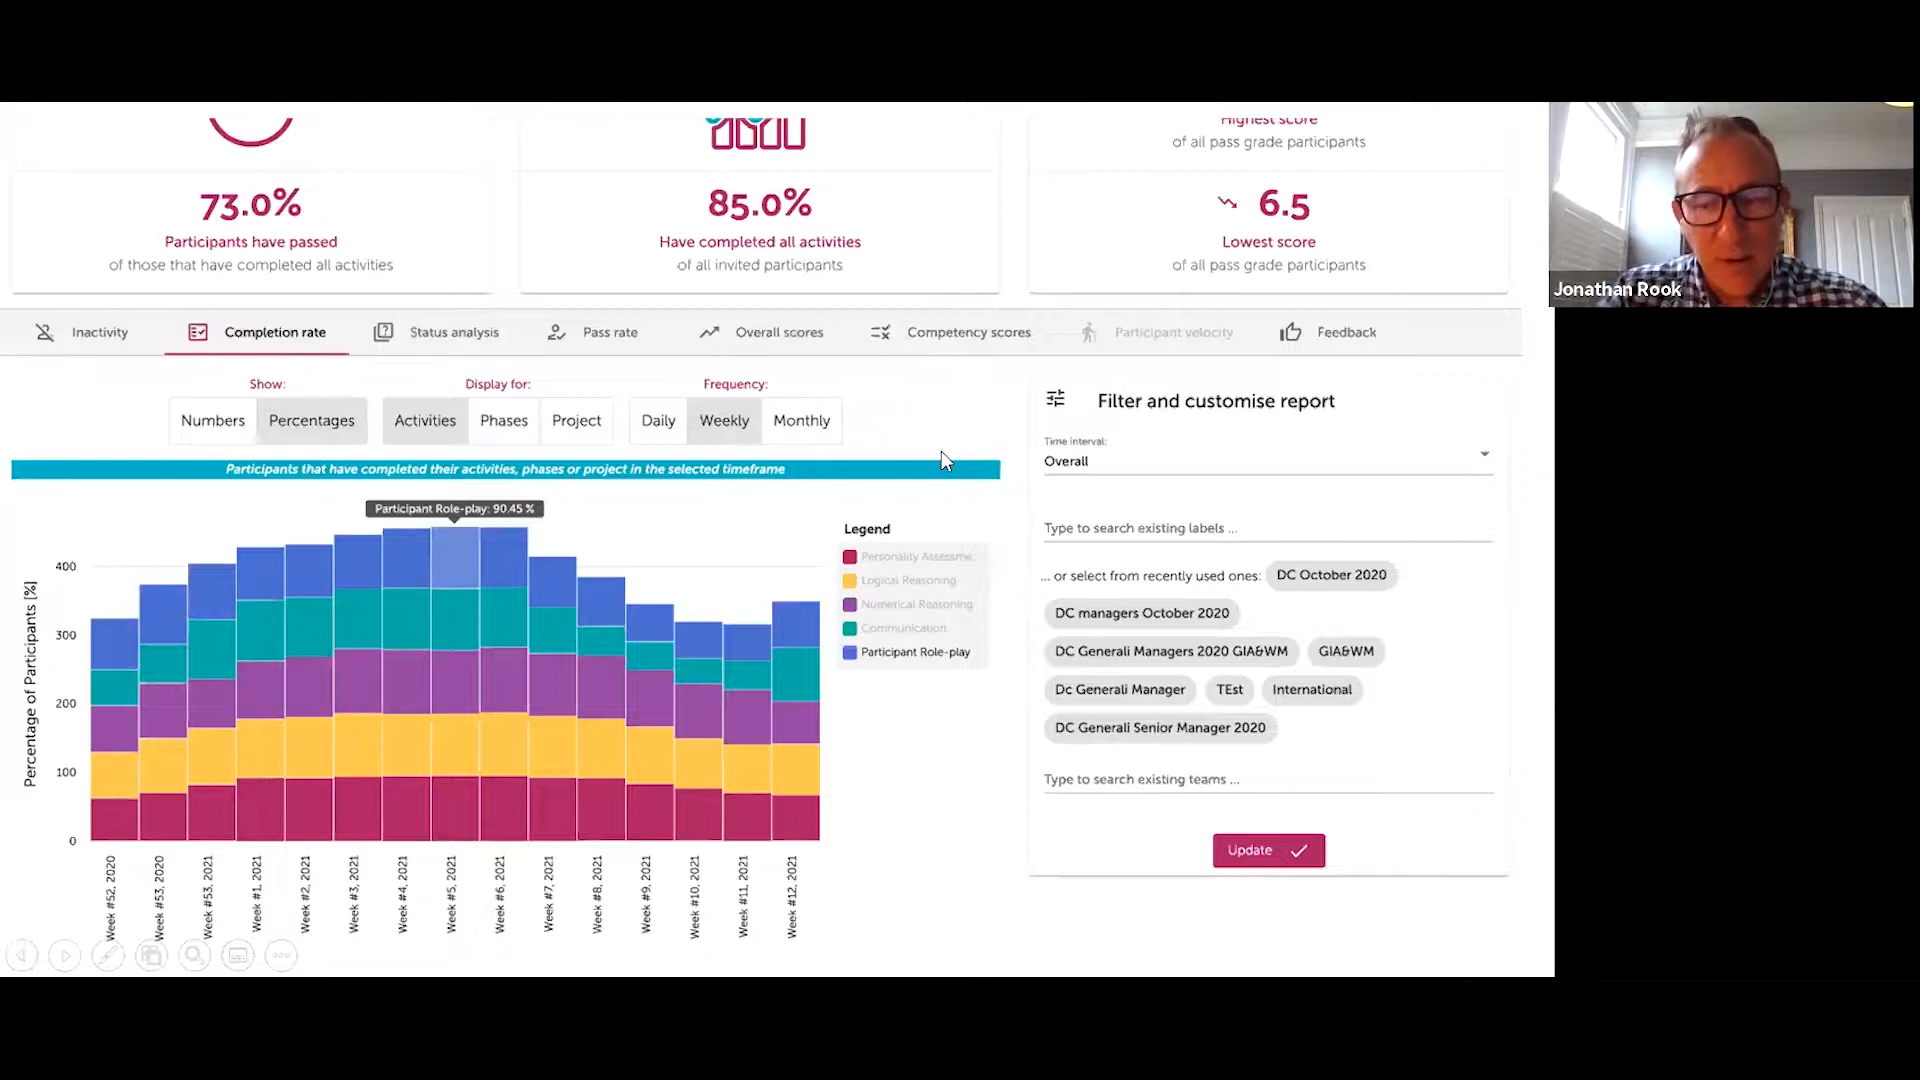 Highest score
of all pass grade participants
73.0%
Participants have passed
of those that have completed all activities
85.0%
Have completed all activities
of all invited participants
6.5
Lowest score
of all pass grade participants
Jonathan Rook
Inactivity
Completion rate
Status analysis
Pass rate
Overall scores
Competency scores
Participant velocity
Feedback
Show:
Display for:
Frequency:
Numbers
Percentages
Activities
Phases
Project
Daily
Weekly
Monthly
Participants that have completed their activities, phases or project in the selected timeframe
Participant Role-play: 90.45 %
Percentage of Participants [%]
400
300
200
100
0
Week #52, 2020
Week #53, 2020
Week #53, 2021
Week #1, 2021
Week #2, 2021
Week #3, 2021
Week #4, 2021
Week #5, 2021
Week #6, 2021
Week #7, 2021
Week #8, 2021
Week #9, 2021
Week #10, 2021
Week #11, 2021
Week #12, 2021
Legend
Personality Assessme...
Logical Reasoning
Numerical Reasoning
Communication
Participant Role-play
Filter and customise report
Time interval:
Overall
Type to search existing labels ...
... or select from recently used ones:
DC October 2020
DC managers October 2020
DC Generali Managers 2020 GIA&WM
GIA&WM
Dc Generali Manager
TEst
International
DC Generali Senior Manager 2020
Type to search existing teams ...
Update